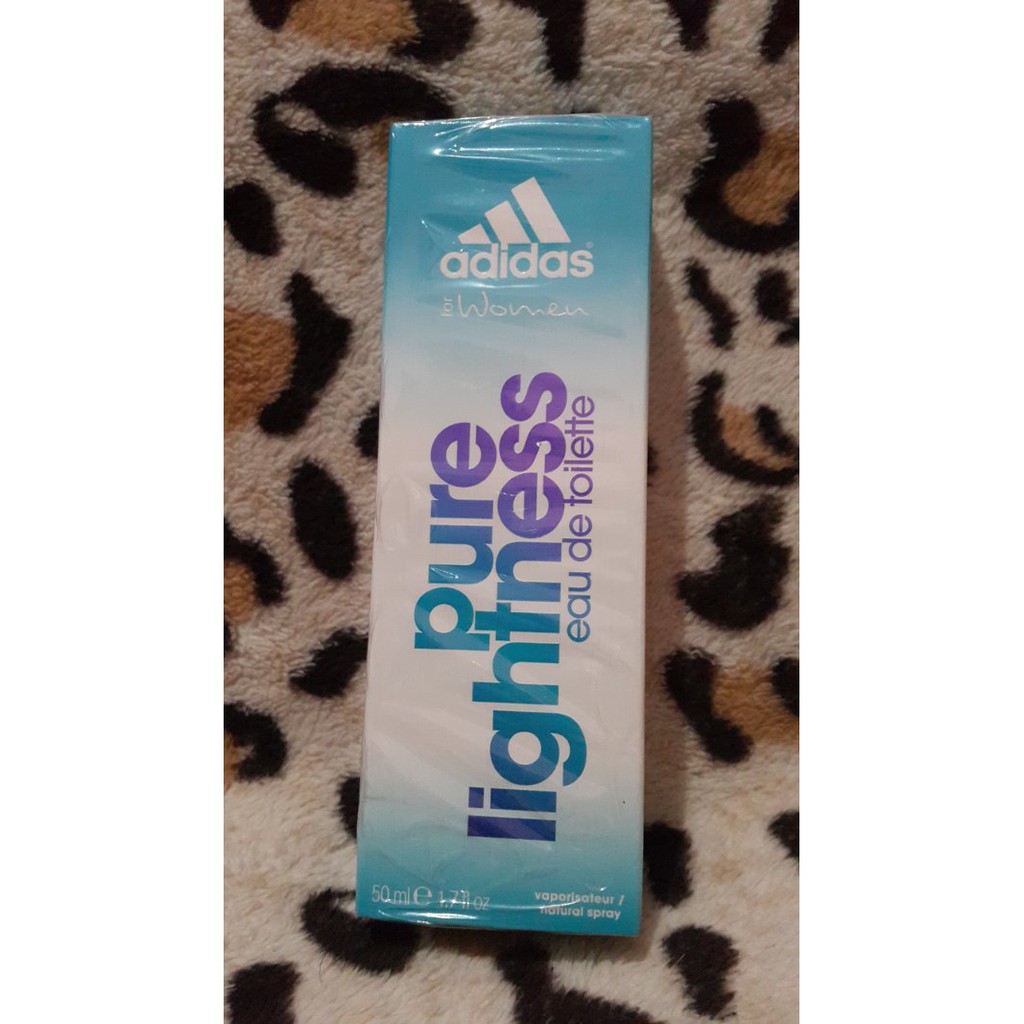 adidas®
for Women
pure
lightness
eau de toilette
50 ml ℮ 1.7 fl oz
vaporisateur /
natural spray